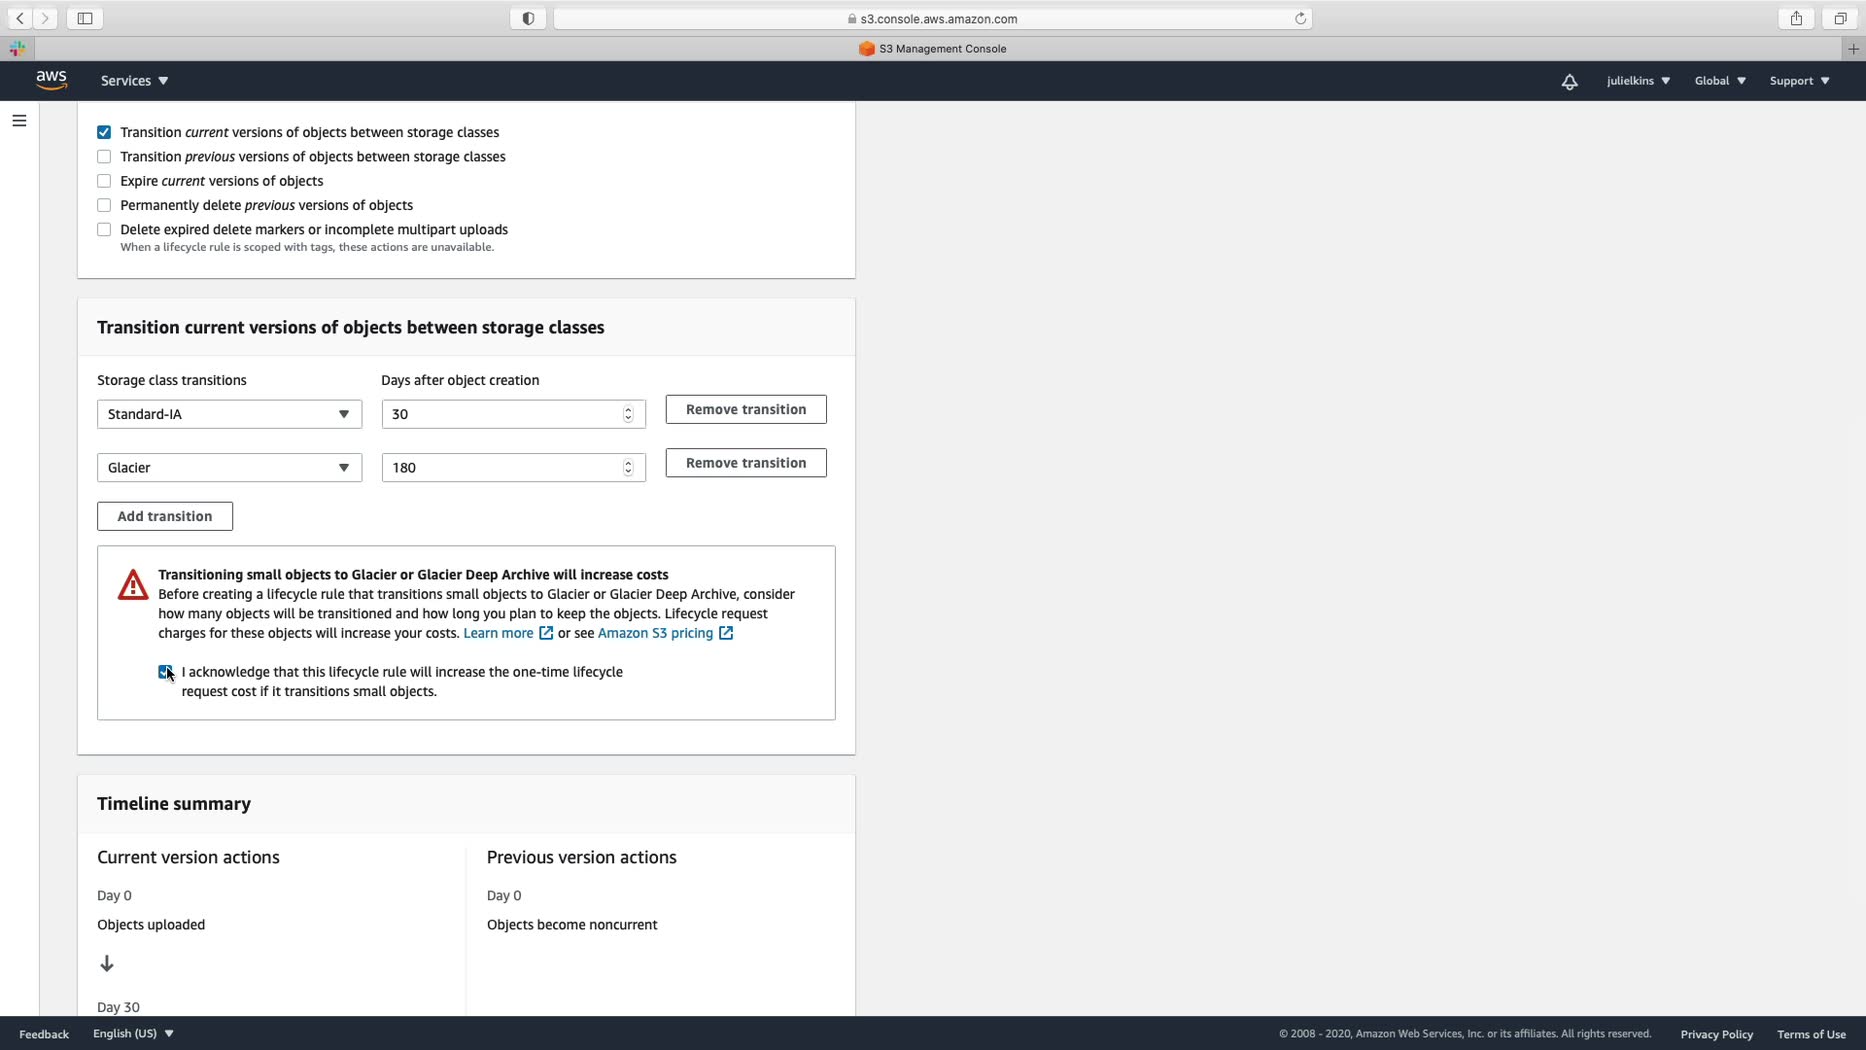 s3.console.aws.amazon.com
S3 Management Console
aws
Services
julielkins
Global
Support
Transition current versions of objects between storage classes
Transition previous versions of objects between storage classes
Expire current versions of objects
Permanently delete previous versions of objects
Delete expired delete markers or incomplete multipart uploads
When a lifecycle rule is scoped with tags, these actions are unavailable.
Transition current versions of objects between storage classes
Storage class transitions
Days after object creation
Standard-IA
30
Remove transition
Glacier
180
Remove transition
Add transition
Transitioning small objects to Glacier or Glacier Deep Archive will increase costs
Before creating a lifecycle rule that transitions small objects to Glacier or Glacier Deep Archive, consider
how many objects will be transitioned and how long you plan to keep the objects. Lifecycle request
charges for these objects will increase your costs. Learn more or see Amazon S3 pricing
I acknowledge that this lifecycle rule will increase the one-time lifecycle
request cost if it transitions small objects.
Timeline summary
Current version actions
Previous version actions
Day 0
Day 0
Objects uploaded
Objects become noncurrent
Day 30
Feedback
English (US)
© 2008 - 2020, Amazon Web Services, Inc. or its affiliates. All rights reserved.
Privacy Policy
Terms of Use